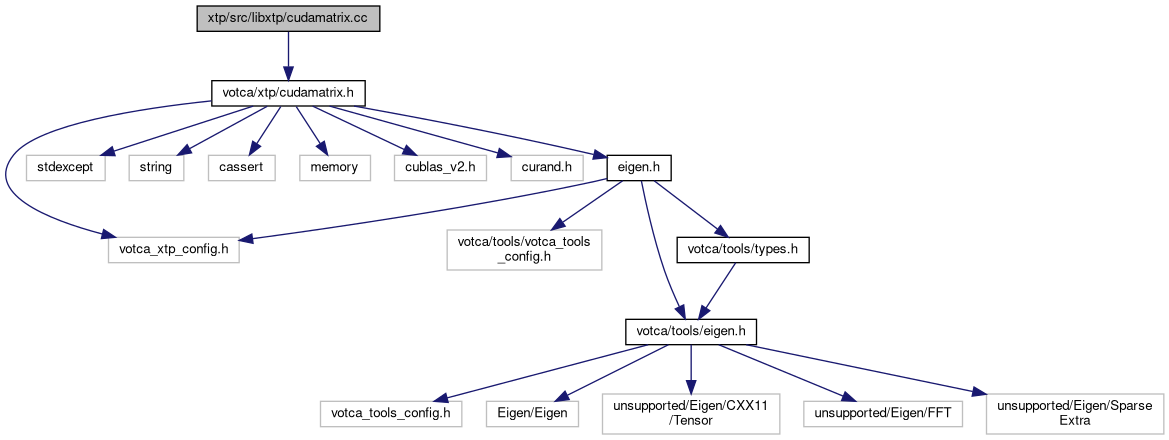 xtp/src/libxtp/cudamatrix.cc
votca/xtp/cudamatrix.h
stdexcept
string
cassert
memory
cublas_v2.h
curand.h
eigen.h
votca_xtp_config.h
votca/tools/votca_tools
_config.h
votca/tools/types.h
votca/tools/eigen.h
votca_tools_config.h
Eigen/Eigen
unsupported/Eigen/CXX11
/Tensor
unsupported/Eigen/FFT
unsupported/Eigen/Sparse
Extra